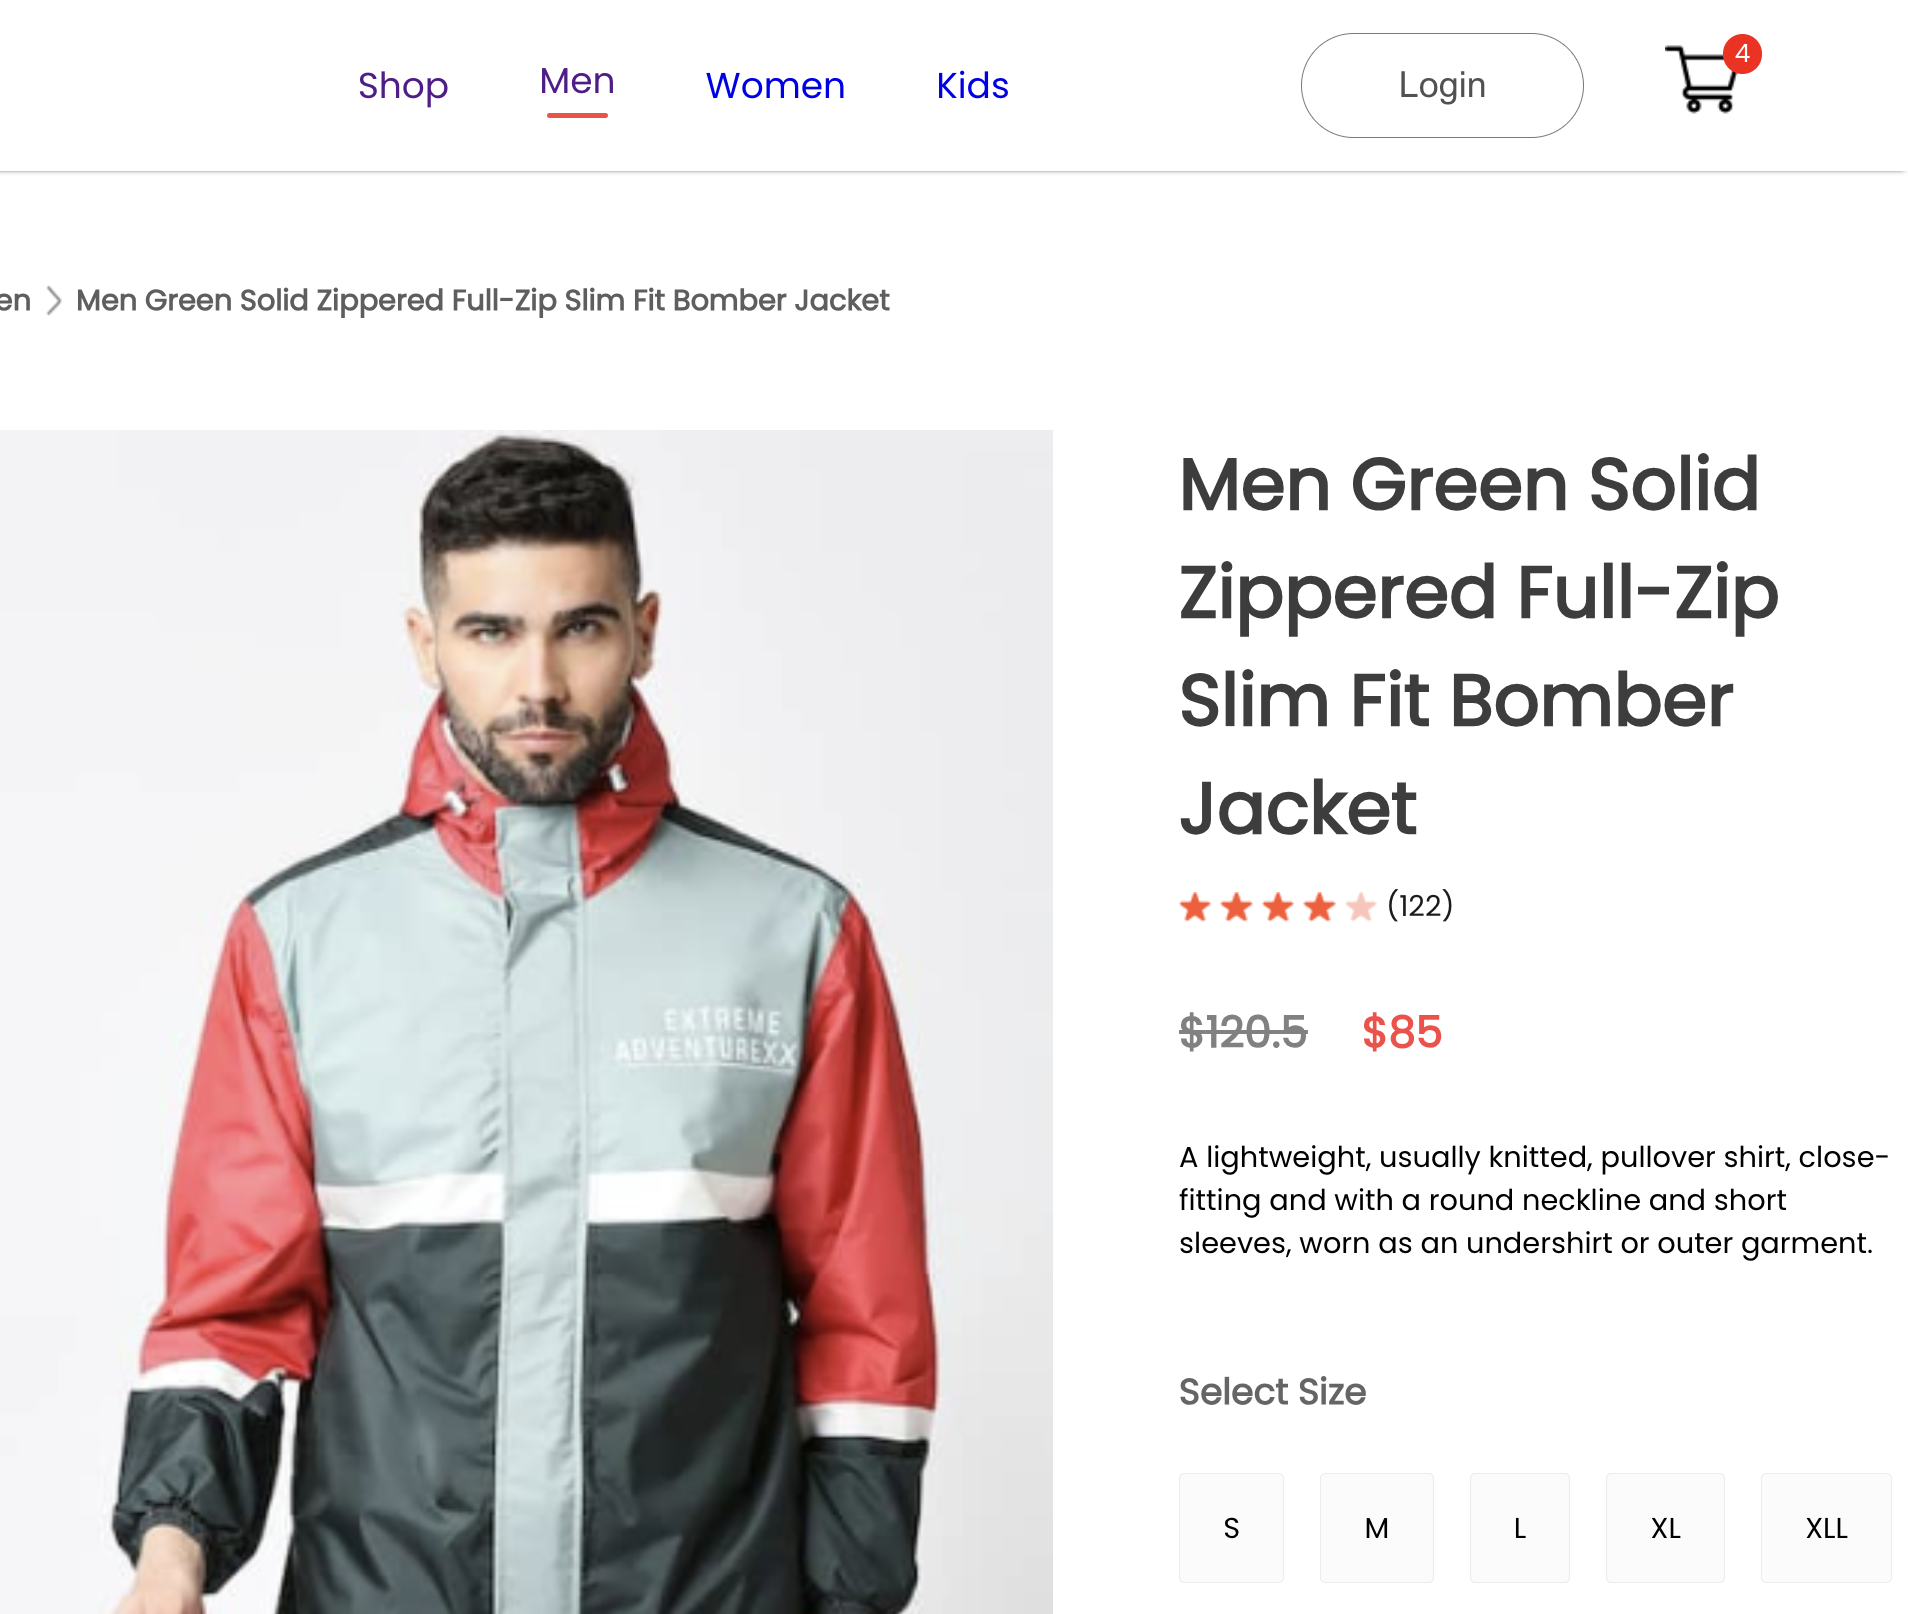 Shop
Men
Women
Kids
Login
4
en > Men Green Solid Zippered Full-Zip Slim Fit Bomber Jacket
Men Green Solid
Zippered Full-Zip
Slim Fit Bomber
Jacket
(122)
$120.5 $85
A lightweight, usually knitted, pullover shirt, close-
fitting and with a round neckline and short
sleeves, worn as an undershirt or outer garment.
Select Size
S
M
L
XL
XLL
EXTREME
ADVENTUREXX